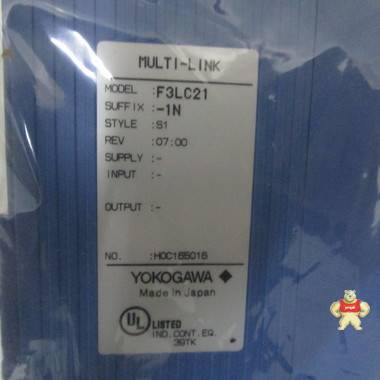 MULTI-LINK
MODEL :F3LC21
SUFFIX :-1N
STYLE :S1
REV :07:00
SUPPLY :-
INPUT :-
OUTPUT :-
NO. :H0C165016
YOKOGAWA
Made in Japan
UL LISTED
IND. CONT. EQ.
39TK